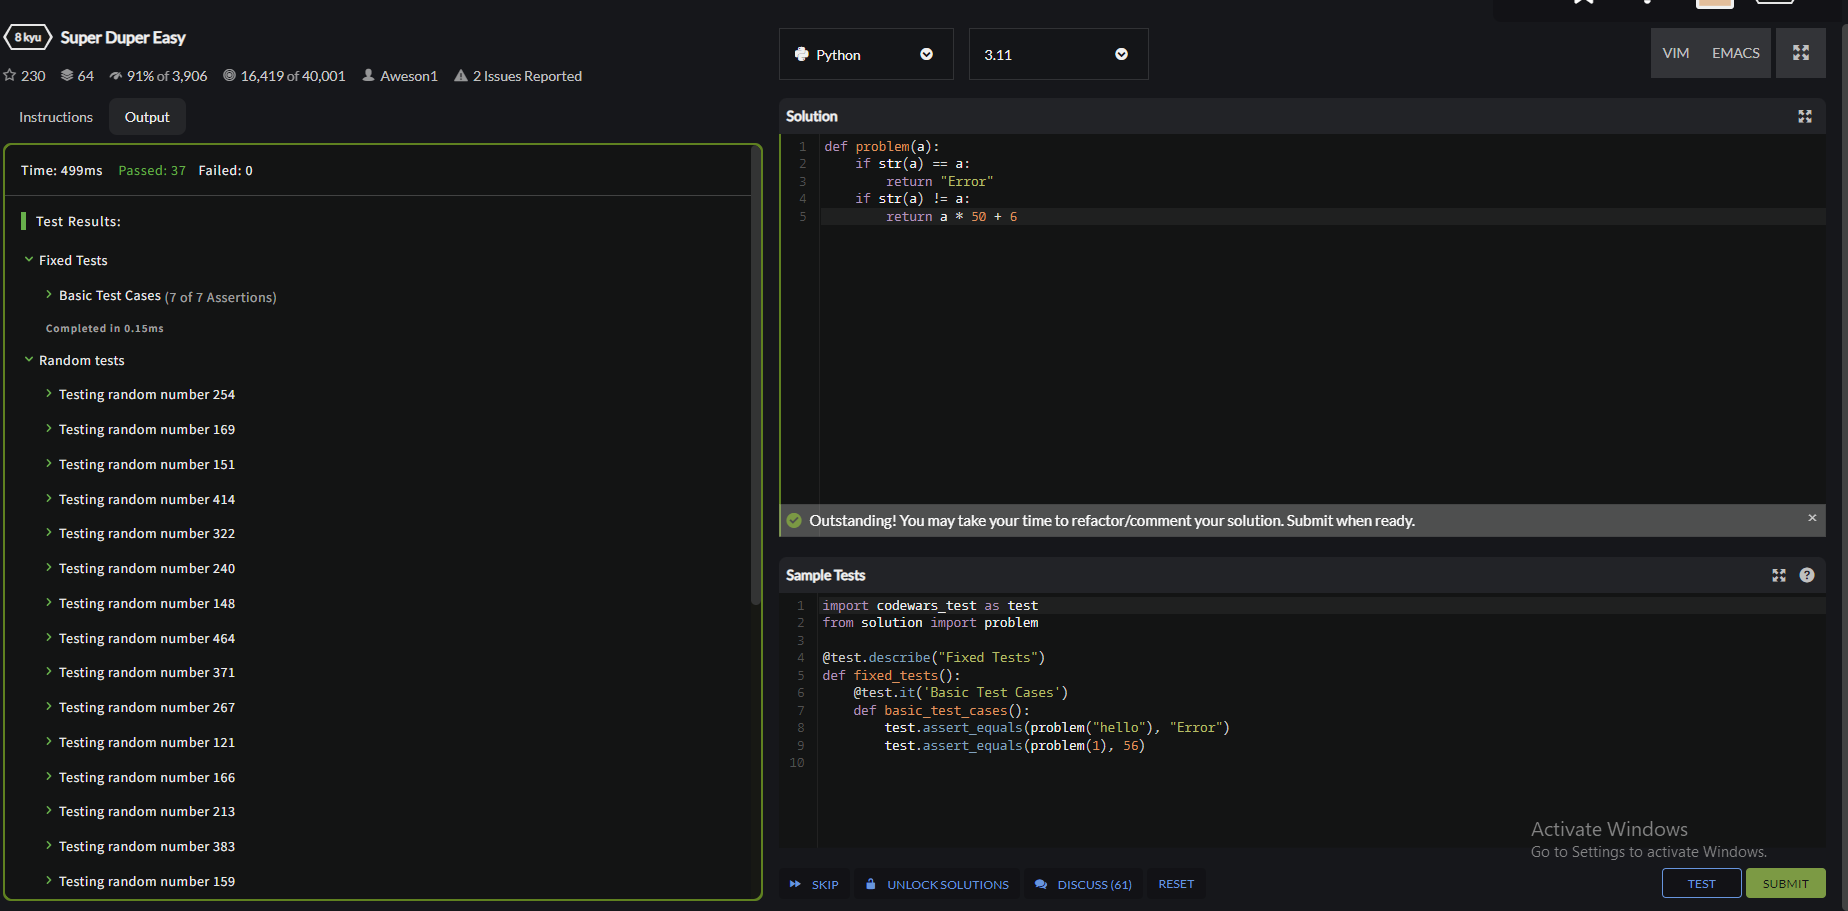 8 kyu Super Duper Easy
230 64 91% of 3,906 16,419 of 40,001 Aweson1 2 Issues Reported
Instructions Output
Time: 499ms Passed: 37 Failed: 0
Test Results:
Fixed Tests
Basic Test Cases (7 of 7 Assertions)
Completed in 0.15ms
Random tests
Testing random number 254
Testing random number 169
Testing random number 151
Testing random number 414
Testing random number 322
Testing random number 240
Testing random number 148
Testing random number 464
Testing random number 371
Testing random number 267
Testing random number 121
Testing random number 166
Testing random number 213
Testing random number 383
Testing random number 159
Python 3.11 VIM EMACS
Solution
1 def problem(a):
2     if str(a) == a:
3         return "Error"
4     if str(a) != a:
5         return a * 50 + 6
Outstanding! You may take your time to refactor/comment your solution. Submit when ready. ×
Sample Tests ?
1 import codewars_test as test
2 from solution import problem
3
4 @test.describe("Fixed Tests")
5 def fixed_tests():
6     @test.it('Basic Test Cases')
7     def basic_test_cases():
8         test.assert_equals(problem("hello"), "Error")
9         test.assert_equals(problem(1), 56)
10
Activate Windows
Go to Settings to activate Windows.
SKIP UNLOCK SOLUTIONS DISCUSS (61) RESET TEST SUBMIT